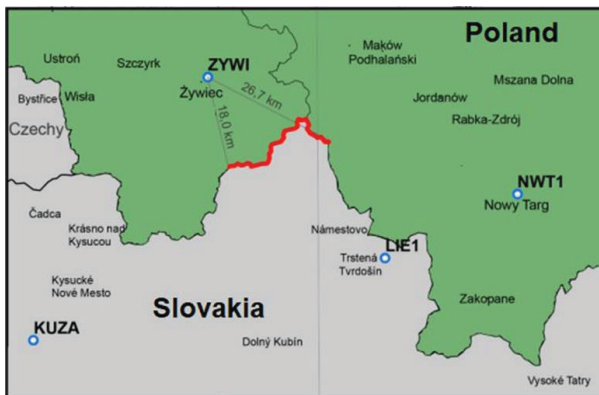 Poland
ZYWI
Ustroń
Szczyrk
Maków
Podhalański
Mszana Dolna
Żywiec
26,7 km
Bystřice
Wisła
Jordanów
Rabka-Zdrój
Czechy
18,0 km
NWT1
Nowy Targ
Čadca
Krásno nad
Kysucou
Námestovo
LIE1
Trstená
Tvrdošín
Kysucké
Nové Mesto
Slovakia
Zakopane
KUZA
Dolný Kubín
Vysoké Tatry